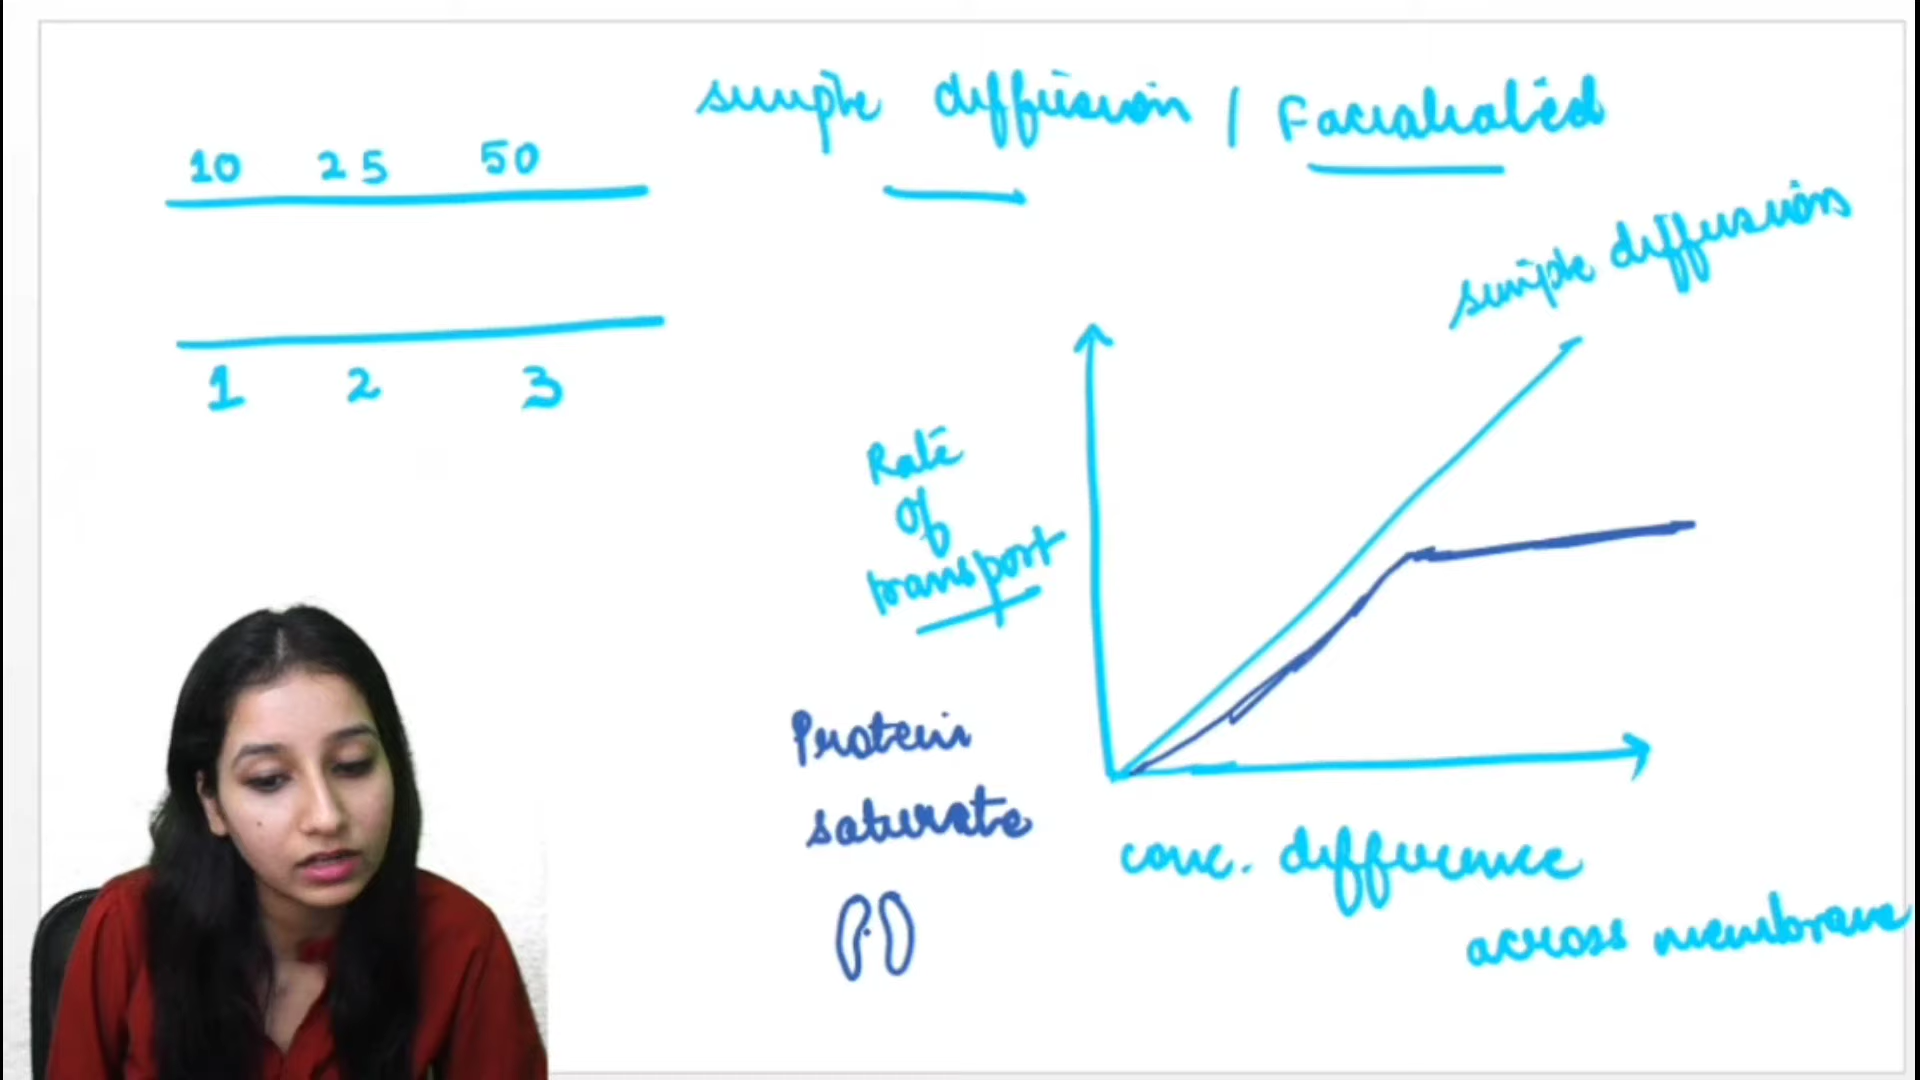 simple diffusion / Faciliated
10 25 50
1 2 3
simple diffusion
Rate
of
transport
Protein
saturate
conc. difference
across membrane